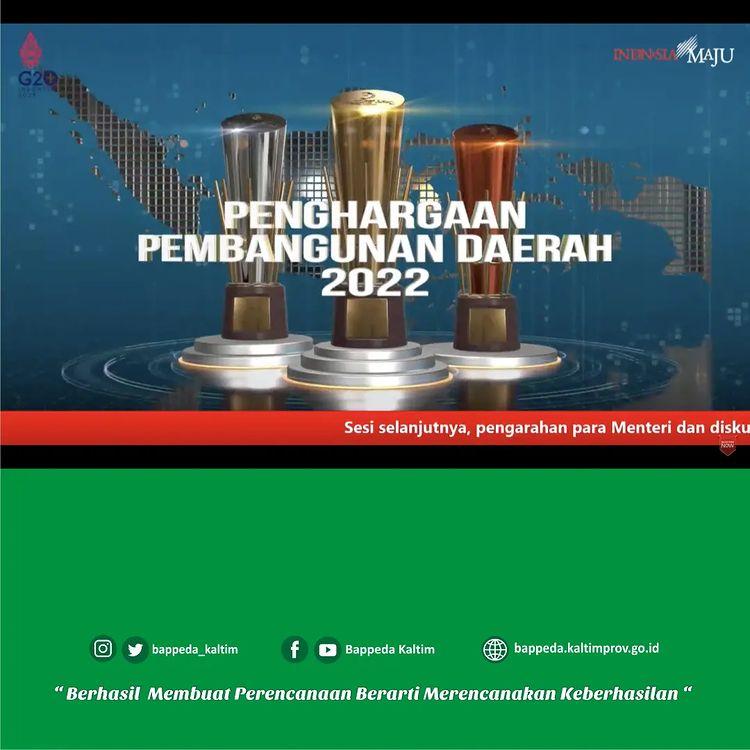 G20
INDONESIA MAJU
PENGHARGAAN
PEMBANGUNAN DAERAH
2022
Sesi selanjutnya, pengarahan para Menteri dan disku
bappeda_kaltim
Bappeda Kaltim
bappeda.kaltimprov.go.id
“ Berhasil Membuat Perencanaan Berarti Merencanakan Keberhasilan “